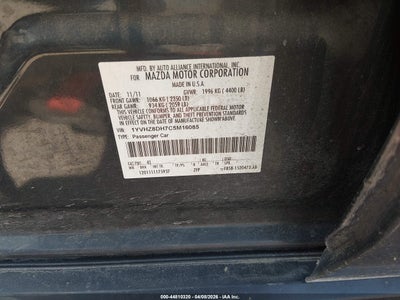 MFD. BY AUTO ALLIANCE INTERNATIONAL, INC. FOR
MAZDA MOTOR CORPORATION
MADE IN U.S.A.
11/11 GVWR: 1996 KG / 4400 LB
FRONT GAWR: 1066 KG / 2350 LB
REAR GAWR: 934 KG / 2059 LB
THIS VEHICLE CONFORMS TO ALL APPLICABLE FEDERAL MOTOR
VEHICLE SAFETY, BUMPER, AND THEFT PREVENTION STANDARDS
IN EFFECT ON THE DATE OF MANUFACTURE SHOWN ABOVE.
VIN: 1YVHZ8DH7C5M16085
TYPE: Passenger Car
000-44810320 - 04/08/2026 - IAA Inc.